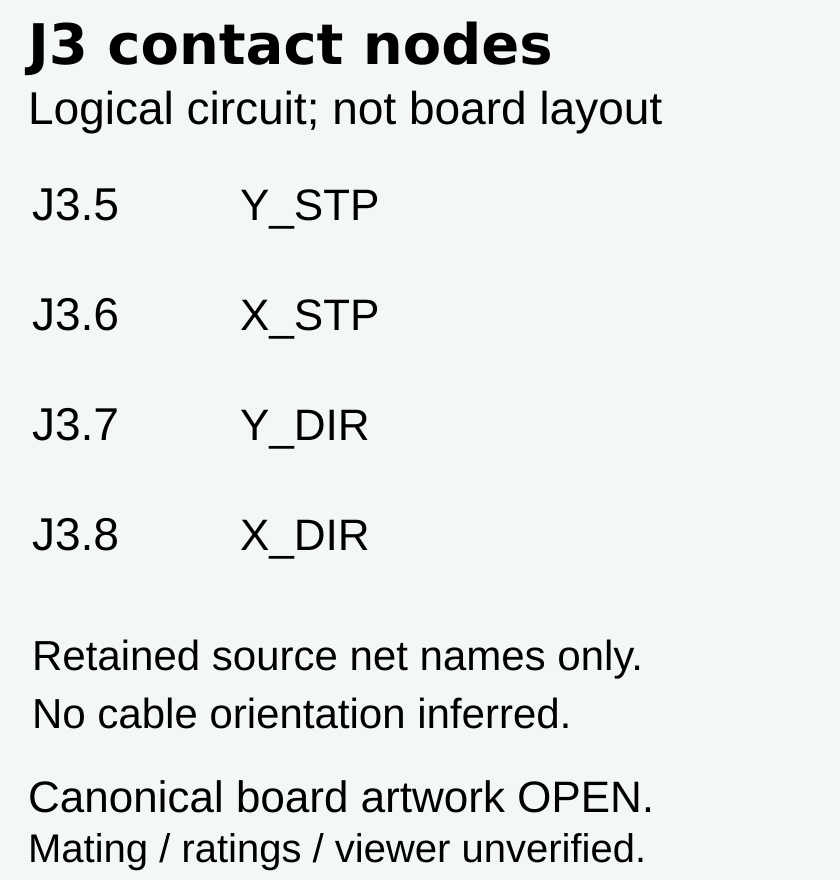 J3 contact nodes
Logical circuit; not board layout
J3.5 Y_STP
J3.6 X_STP
J3.7 Y_DIR
J3.8 X_DIR
Retained source net names only.
No cable orientation inferred.
Canonical board artwork OPEN.
Mating / ratings / viewer unverified.